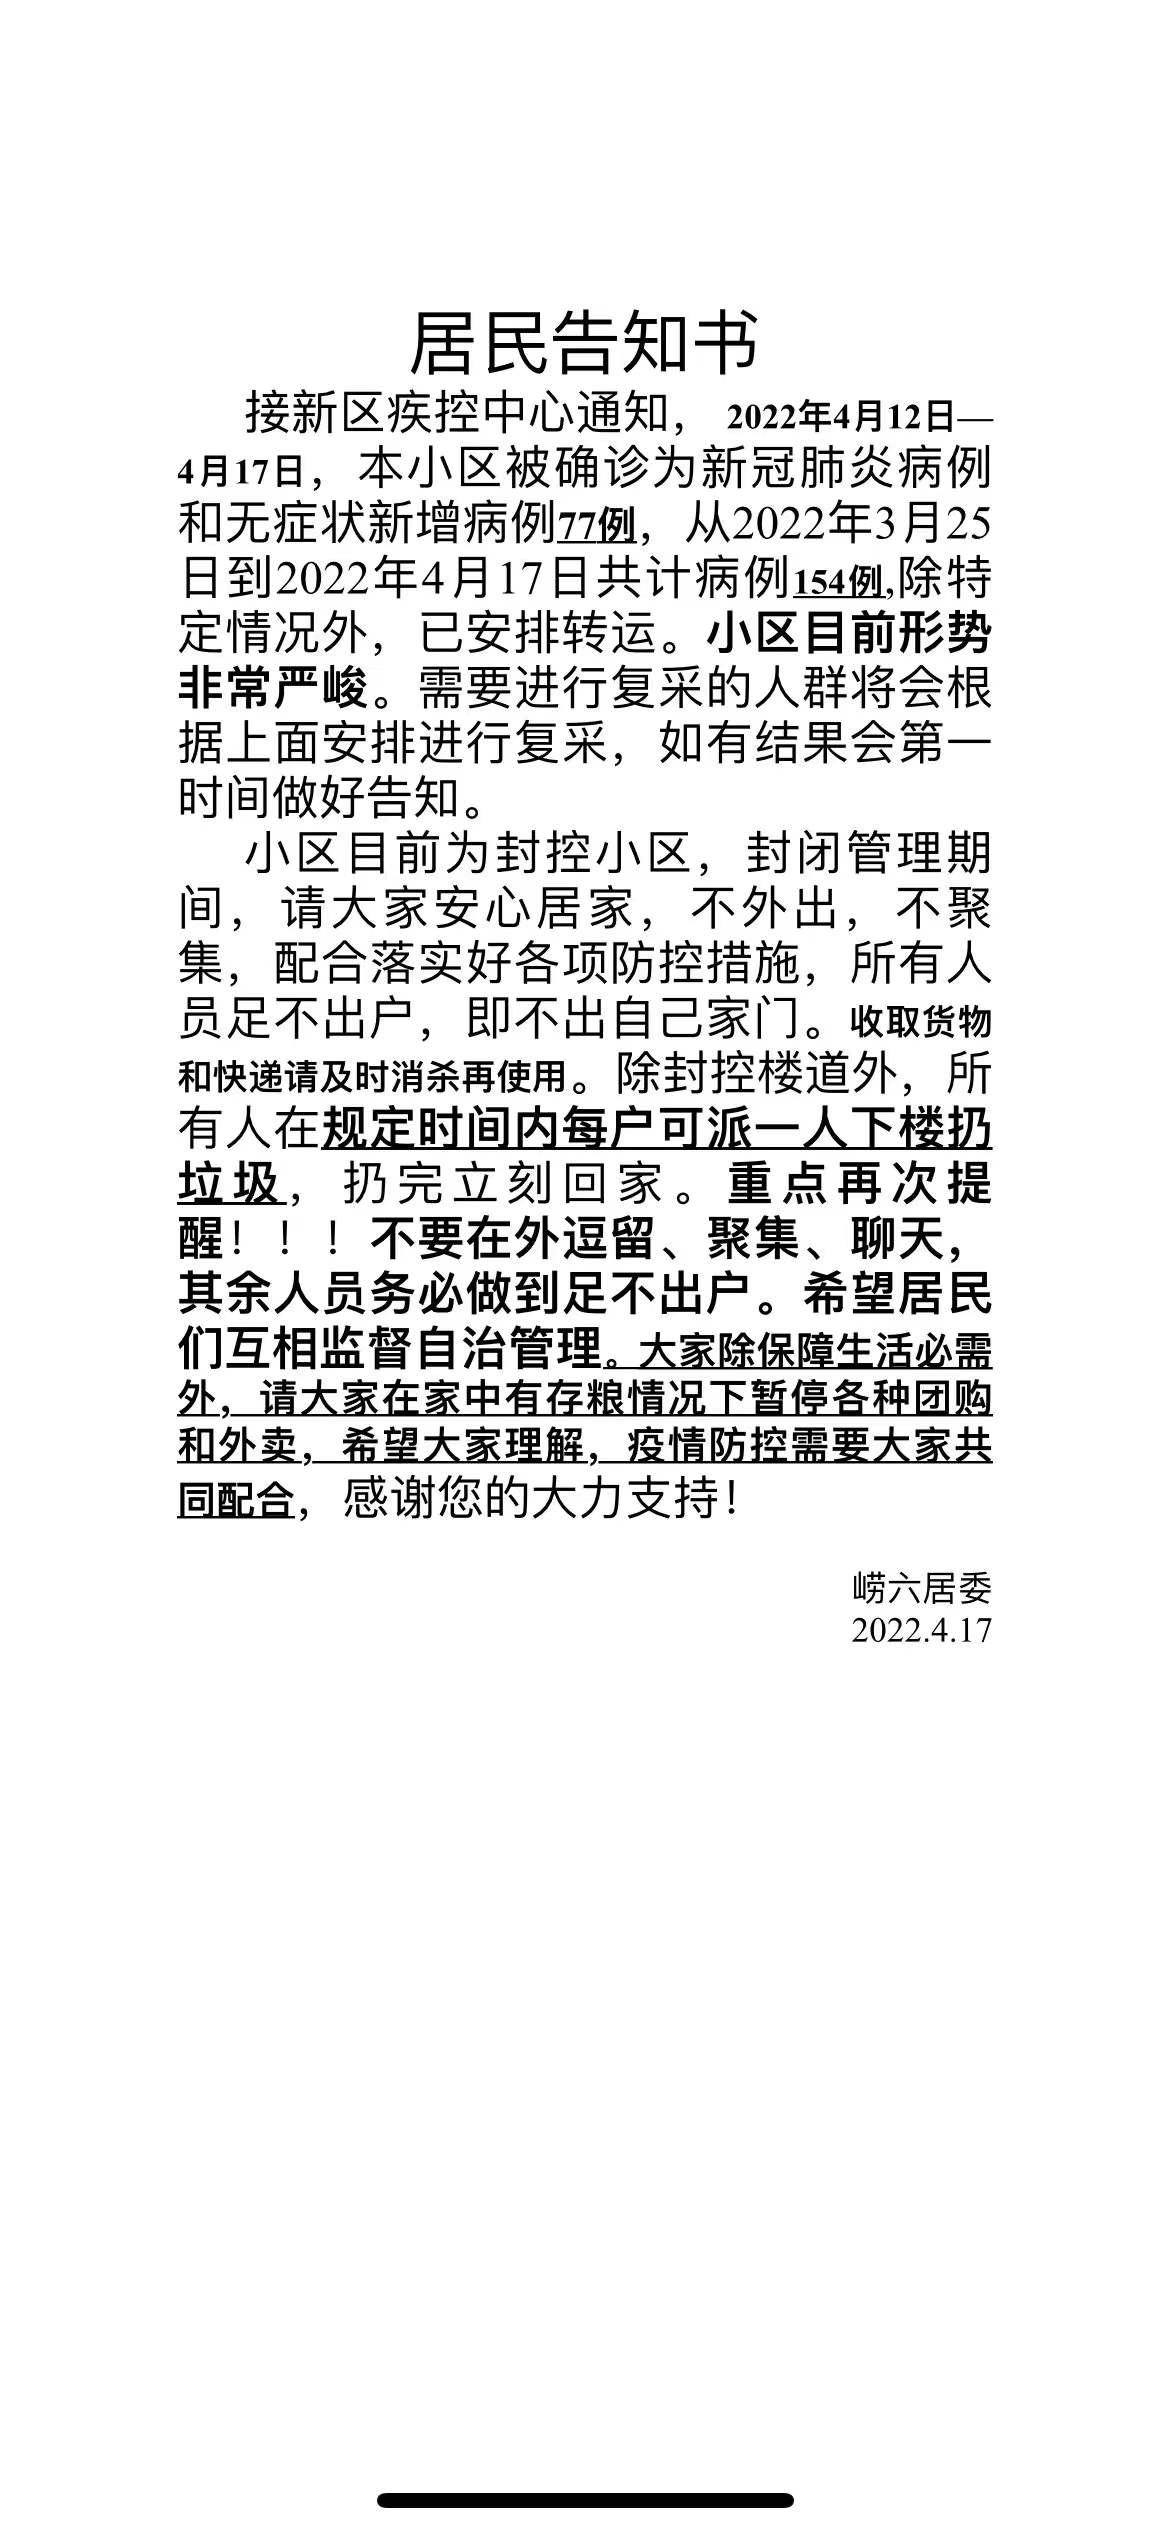 居民告知书
接新区疾控中心通知，2022年4月12日—
4月17日，本小区被确诊为新冠肺炎病例
和无症状新增病例77例，从2022年3月25
日到2022年4月17日共计病例154例,除特
定情况外，已安排转运。小区目前形势
非常严峻。需要进行复采的人群将会根
据上面安排进行复采，如有结果会第一
时间做好告知。
小区目前为封控小区，封闭管理期
间，请大家安心居家，不外出，不聚
集，配合落实好各项防控措施，所有人
员足不出户，即不出自己家门。收取货物
和快递请及时消杀再使用。除封控楼道外，所
有人在规定时间内每户可派一人下楼扔
垃圾，扔完立刻回家。重点再次提
醒！！！不要在外逗留、聚集、聊天，
其余人员务必做到足不出户。希望居民
们互相监督自治管理。大家除保障生活必需
外，请大家在家中有存粮情况下暂停各种团购
和外卖，希望大家理解，疫情防控需要大家共
同配合，感谢您的大力支持！
崂六居委
2022.4.17